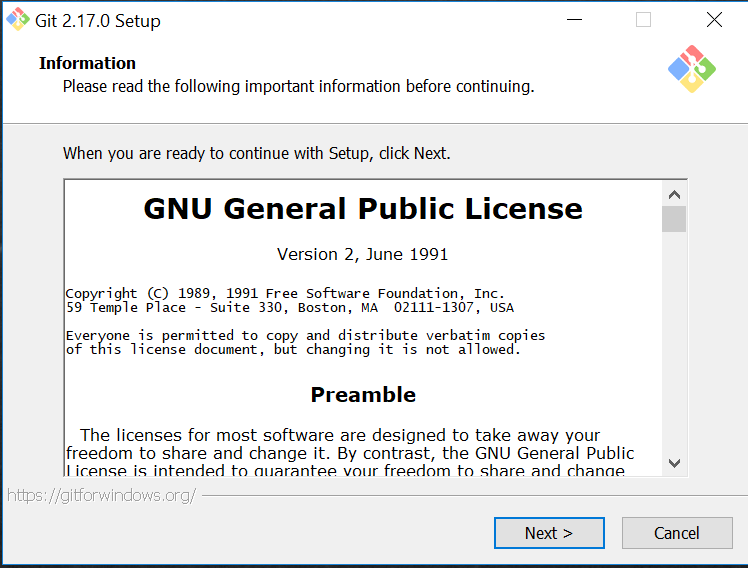 Git 2.17.0 Setup
Information
Please read the following important information before continuing.
When you are ready to continue with Setup, click Next.
GNU General Public License
Version 2, June 1991
Copyright (C) 1989, 1991 Free Software Foundation, Inc.
59 Temple Place - Suite 330, Boston, MA  02111-1307, USA
Everyone is permitted to copy and distribute verbatim copies
of this license document, but changing it is not allowed.
Preamble
The licenses for most software are designed to take away your
freedom to share and change it. By contrast, the GNU General Public
License is intended to guarantee your freedom to share and change
https://gitforwindows.org/
Next >
Cancel